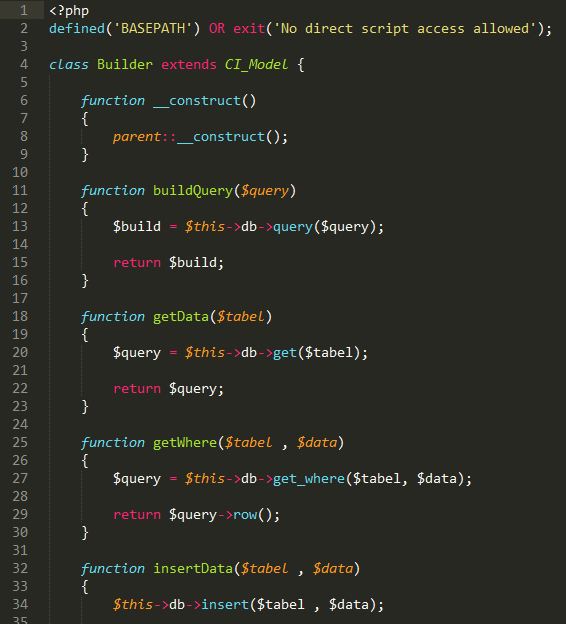 1 <?php
2 defined('BASEPATH') OR exit('No direct script access allowed');
3
4 class Builder extends CI_Model {
5
6 function __construct()
7 {
8 parent::__construct();
9 }
10
11 function buildQuery($query)
12 {
13 $build = $this->db->query($query);
14
15 return $build;
16 }
17
18 function getData($tabel)
19 {
20 $query = $this->db->get($tabel);
21
22 return $query;
23 }
24
25 function getWhere($tabel , $data)
26 {
27 $query = $this->db->get_where($tabel, $data);
28
29 return $query->row();
30 }
31
32 function insertData($tabel , $data)
33 {
34 $this->db->insert($tabel , $data);
35